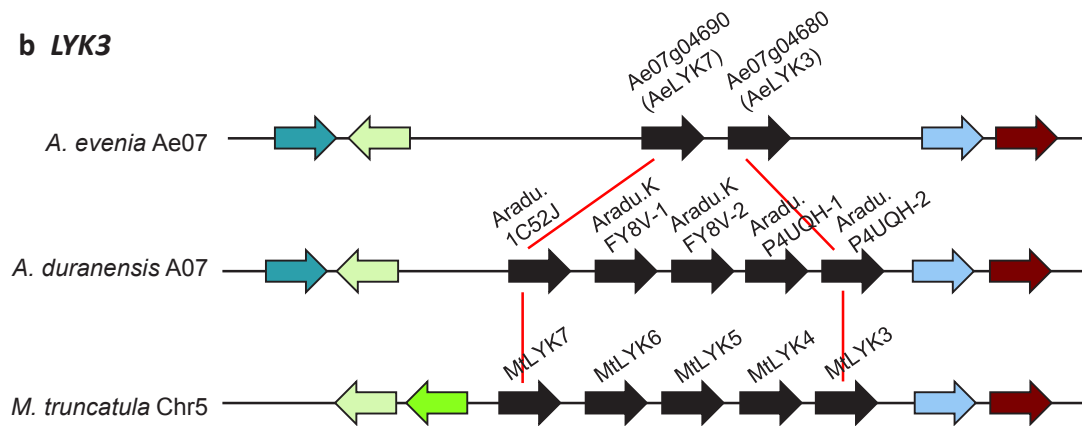 b LYK3
Ae07g04690
(AeLYK7)
Ae07g04680
(AeLYK3)
A. evenia Ae07
Aradu.
1C52J
Aradu.K
FY8V-1
Aradu.K
FY8V-2
Aradu.
P4UQH-1
Aradu.
P4UQH-2
A. duranensis A07
MtLYK7
MtLYK6
MtLYK5
MtLYK4
MtLYK3
M. truncatula Chr5